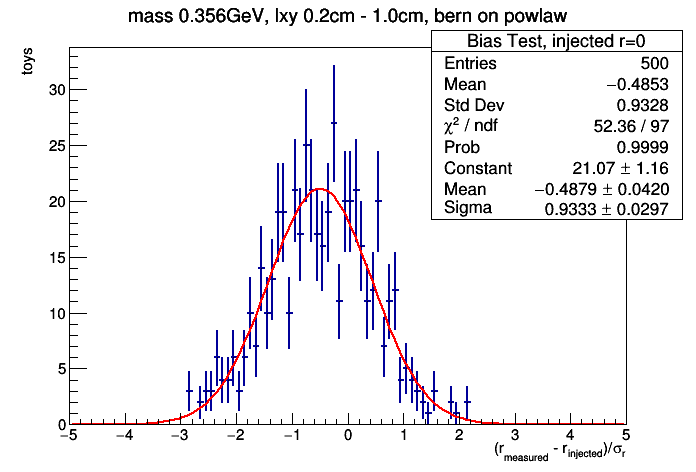 mass 0.356GeV, lxy 0.2cm - 1.0cm, bern on powlaw
toys
Bias Test, injected r=0
Entries 500
Mean −0.4853
Std Dev 0.9328
χ² / ndf 52.36 / 97
Prob 0.9999
Constant 21.07 ± 1.16
Mean −0.4879 ± 0.0420
Sigma 0.9333 ± 0.0297
30
25
20
15
10
5
0
−5 −4 −3 −2 −1 0 1 2 3 4 5
(r_measured - r_injected)/σ_r